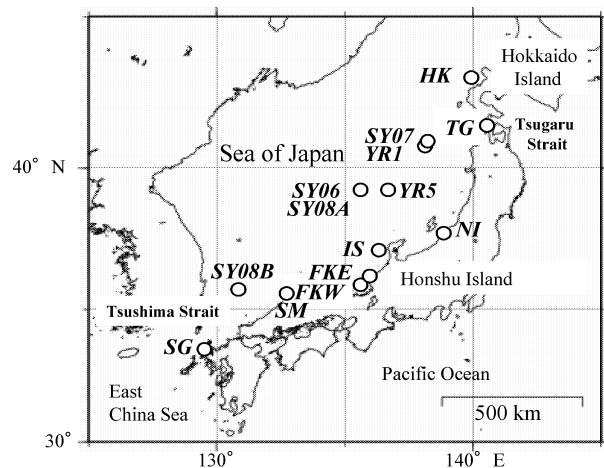 Hokkaido
Island
HK
TG
Tsugaru
Strait
SY07
YR1
Sea of Japan
40° N
SY06
YR5
SY08A
NI
IS
FKE
Honshu Island
SY08B
FKW
SM
Tsushima Strait
SG
Pacific Ocean
East
China Sea
500 km
30°
130°
140° E